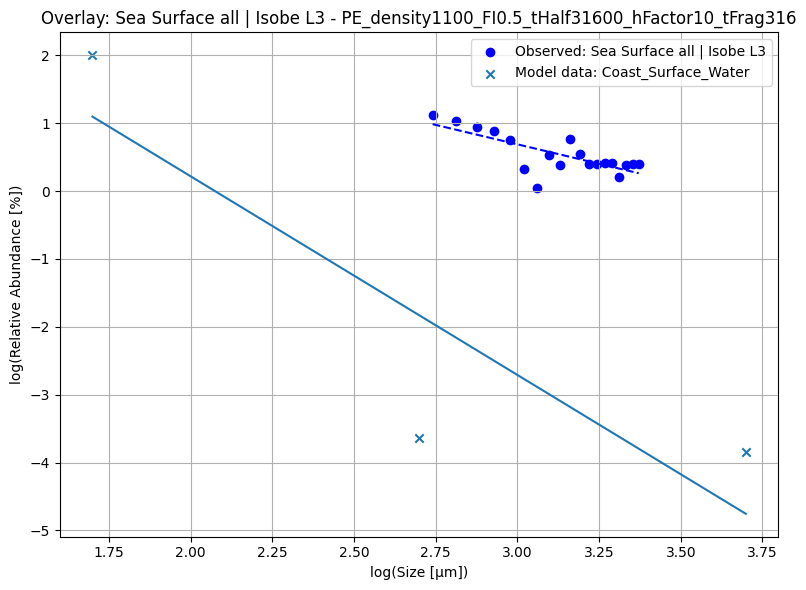 Overlay: Sea Surface all | Isobe L3 - PE_density1100_FI0.5_tHalf31600_hFactor10_tFrag316
Observed: Sea Surface all | Isobe L3
Model data: Coast_Surface_Water
log(Relative Abundance [%])
2
1
0
−1
−2
−3
−4
−5
1.75 2.00 2.25 2.50 2.75 3.00 3.25 3.50 3.75
log(Size [μm])